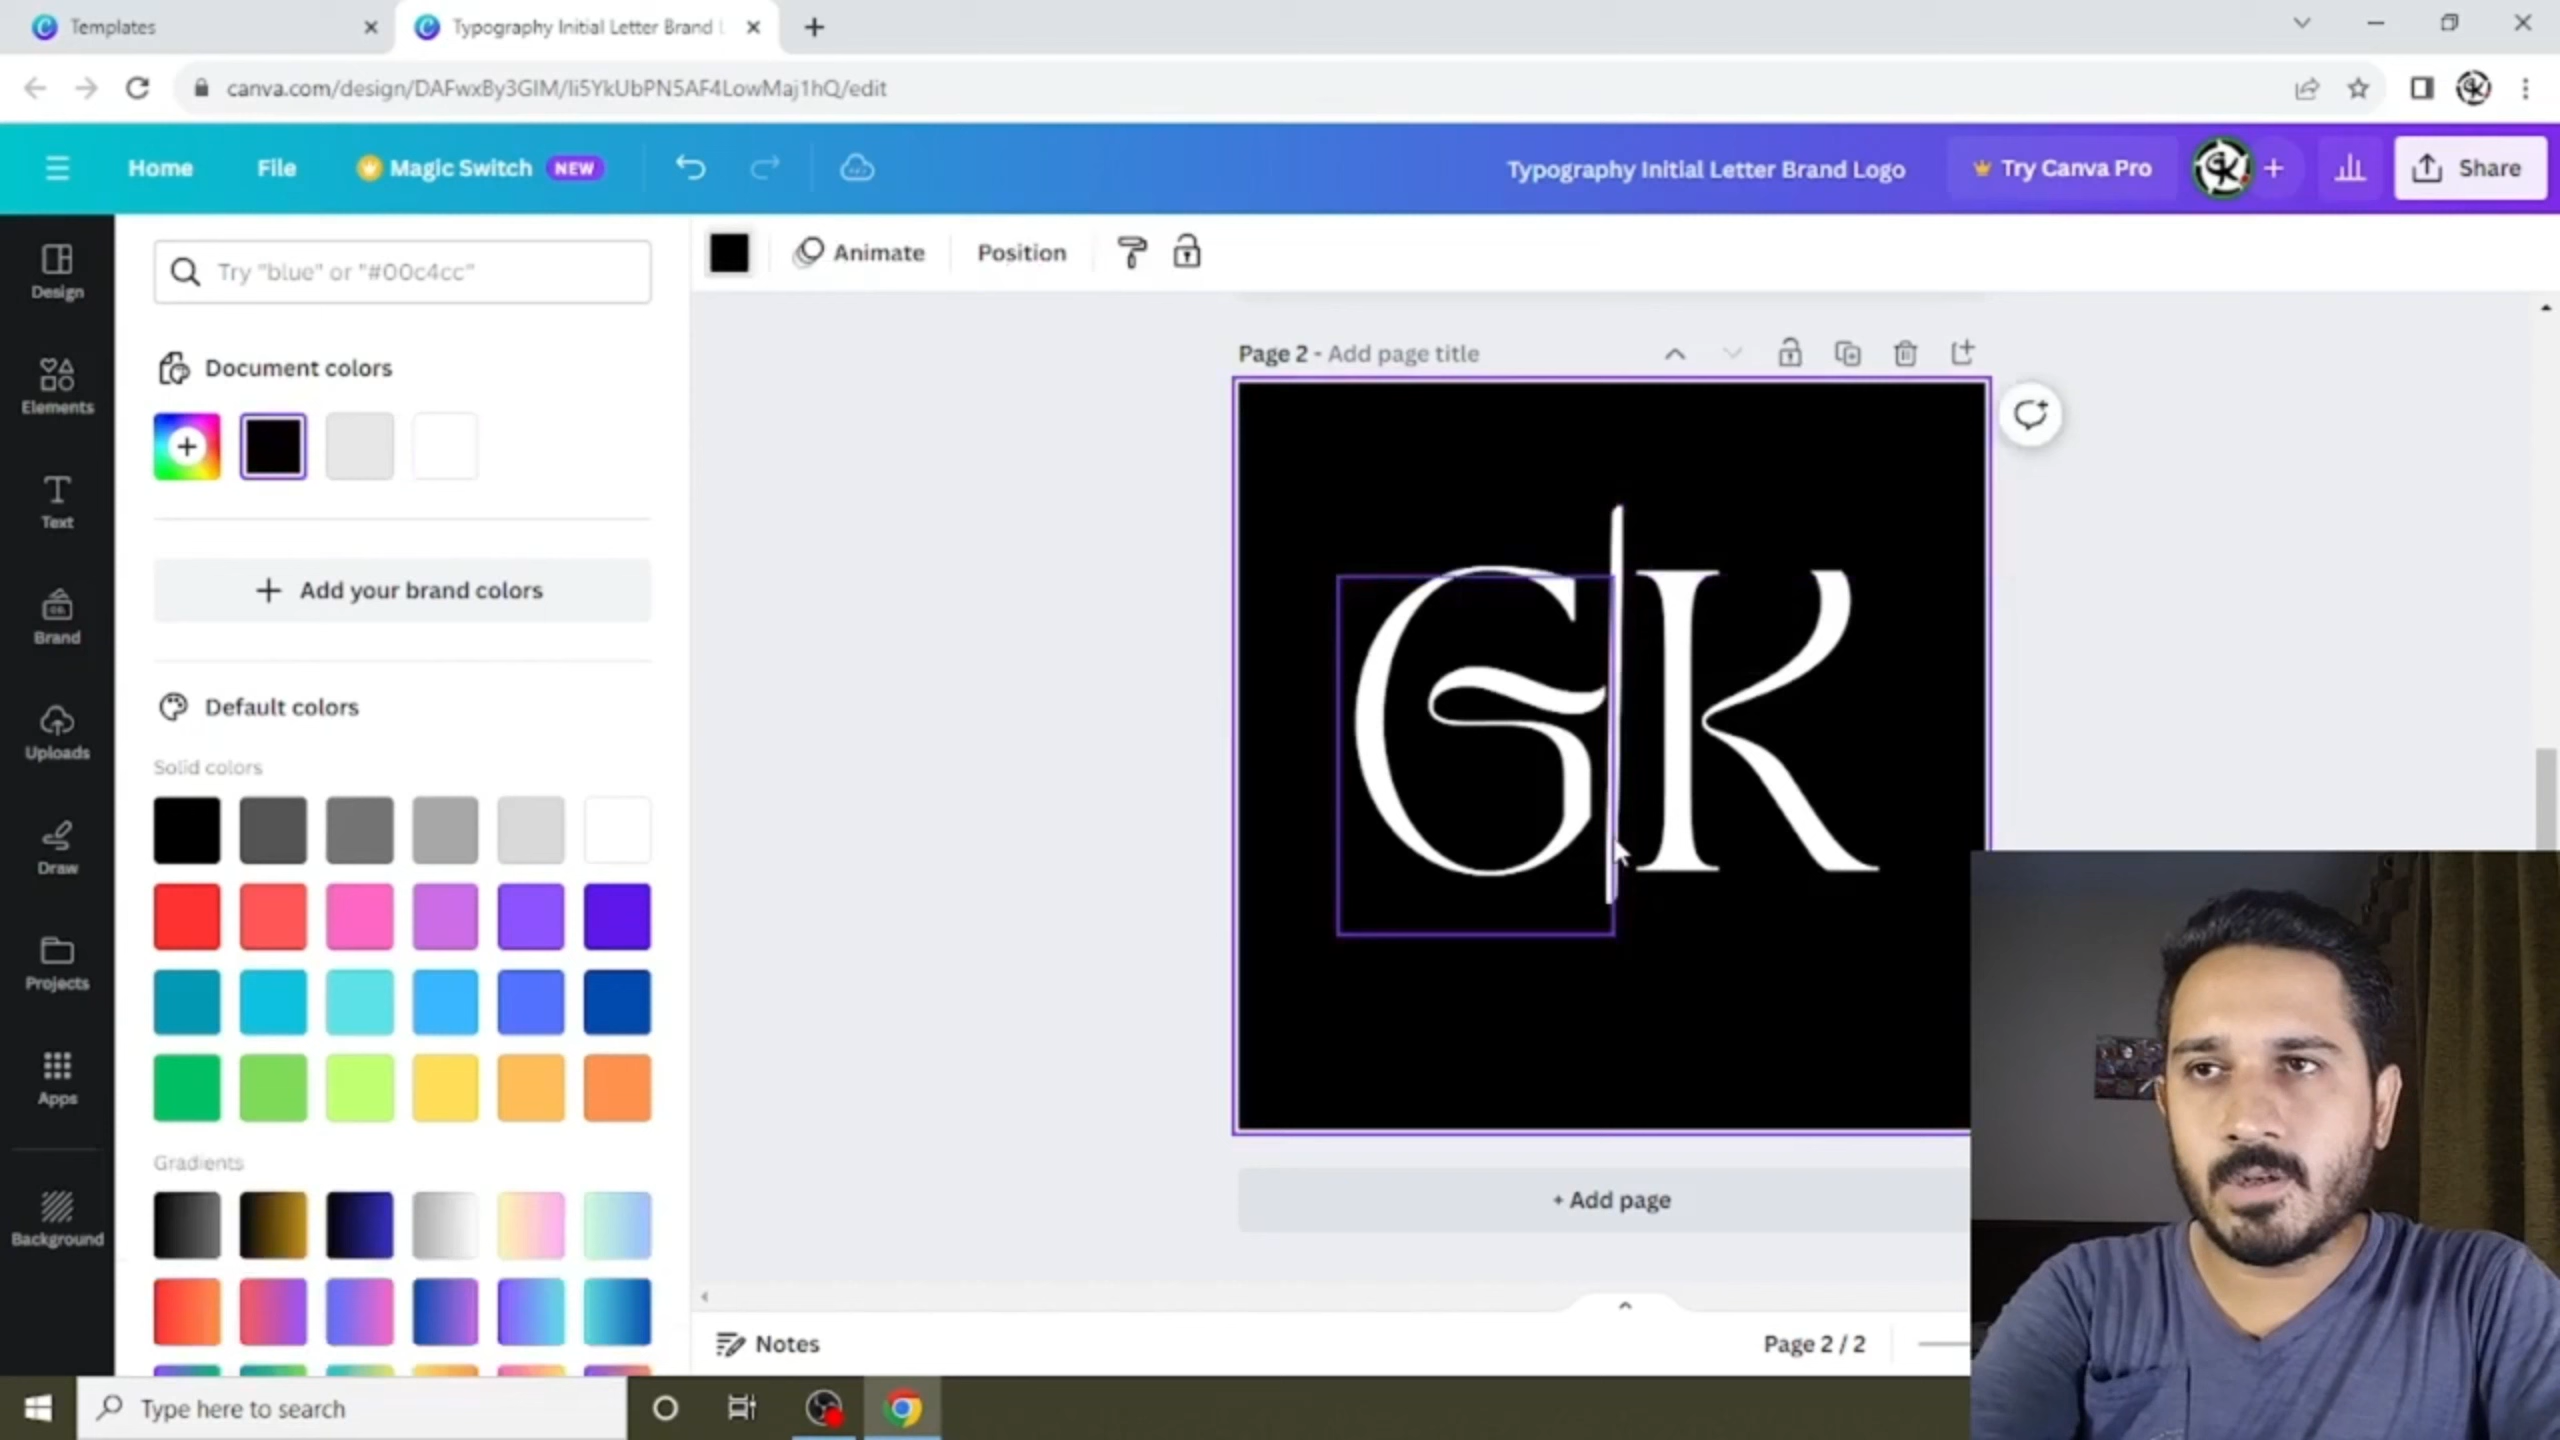 Templates
Typography Initial Letter Brand L
canva.com/design/DAFwxBy3GIM/Ii5YkUbPN5AF4LowMaj1hQ/edit
Home File Magic Switch NEW
Typography Initial Letter Brand Logo
Try Canva Pro
GK
Share
Design
Elements
Text
Brand
CO.
Uploads
Draw
Projects
Apps
Background
Try "blue" or "#00c4cc"
Document colors
+ Add your brand colors
Default colors
Solid colors
Gradients
Animate Position
Page 2 - Add page title
GK
+ Add page
Notes
Page 2 / 2
Type here to search